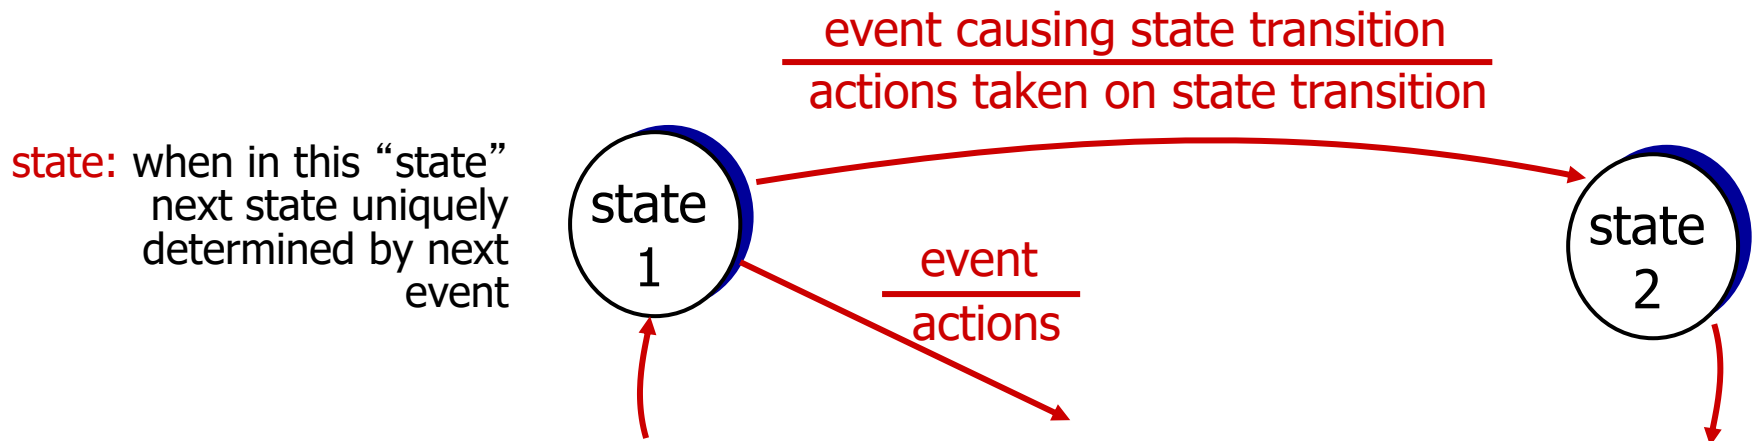 event causing state transition
actions taken on state transition
state: when in this “state”
next state uniquely
determined by next
event
state
1
event
actions
state
2